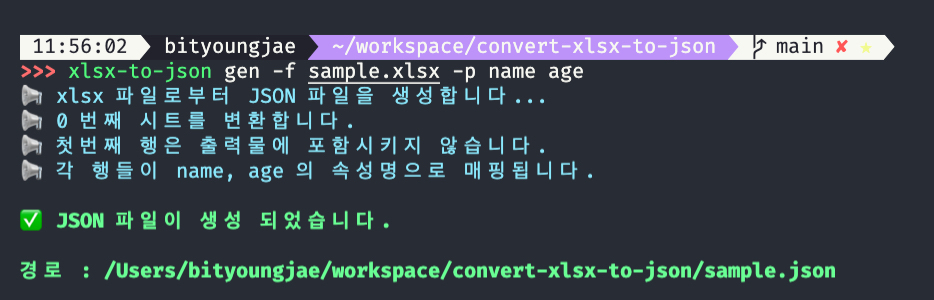 11:56:02 bityoungjae ~/workspace/convert-xlsx-to-json main ✘ ★
>>> xlsx-to-json gen -f sample.xlsx -p name age
📢 xlsx 파일로부터 JSON 파일을 생성합니다...
📢 0 번째 시트를 변환합니다.
📢 첫번째 행은 출력물에 포함시키지 않습니다.
📢 각 행들이 name, age 의 속성명으로 매핑됩니다.
✅ JSON 파일이 생성 되었습니다.
경로 : /Users/bityoungjae/workspace/convert-xlsx-to-json/sample.json